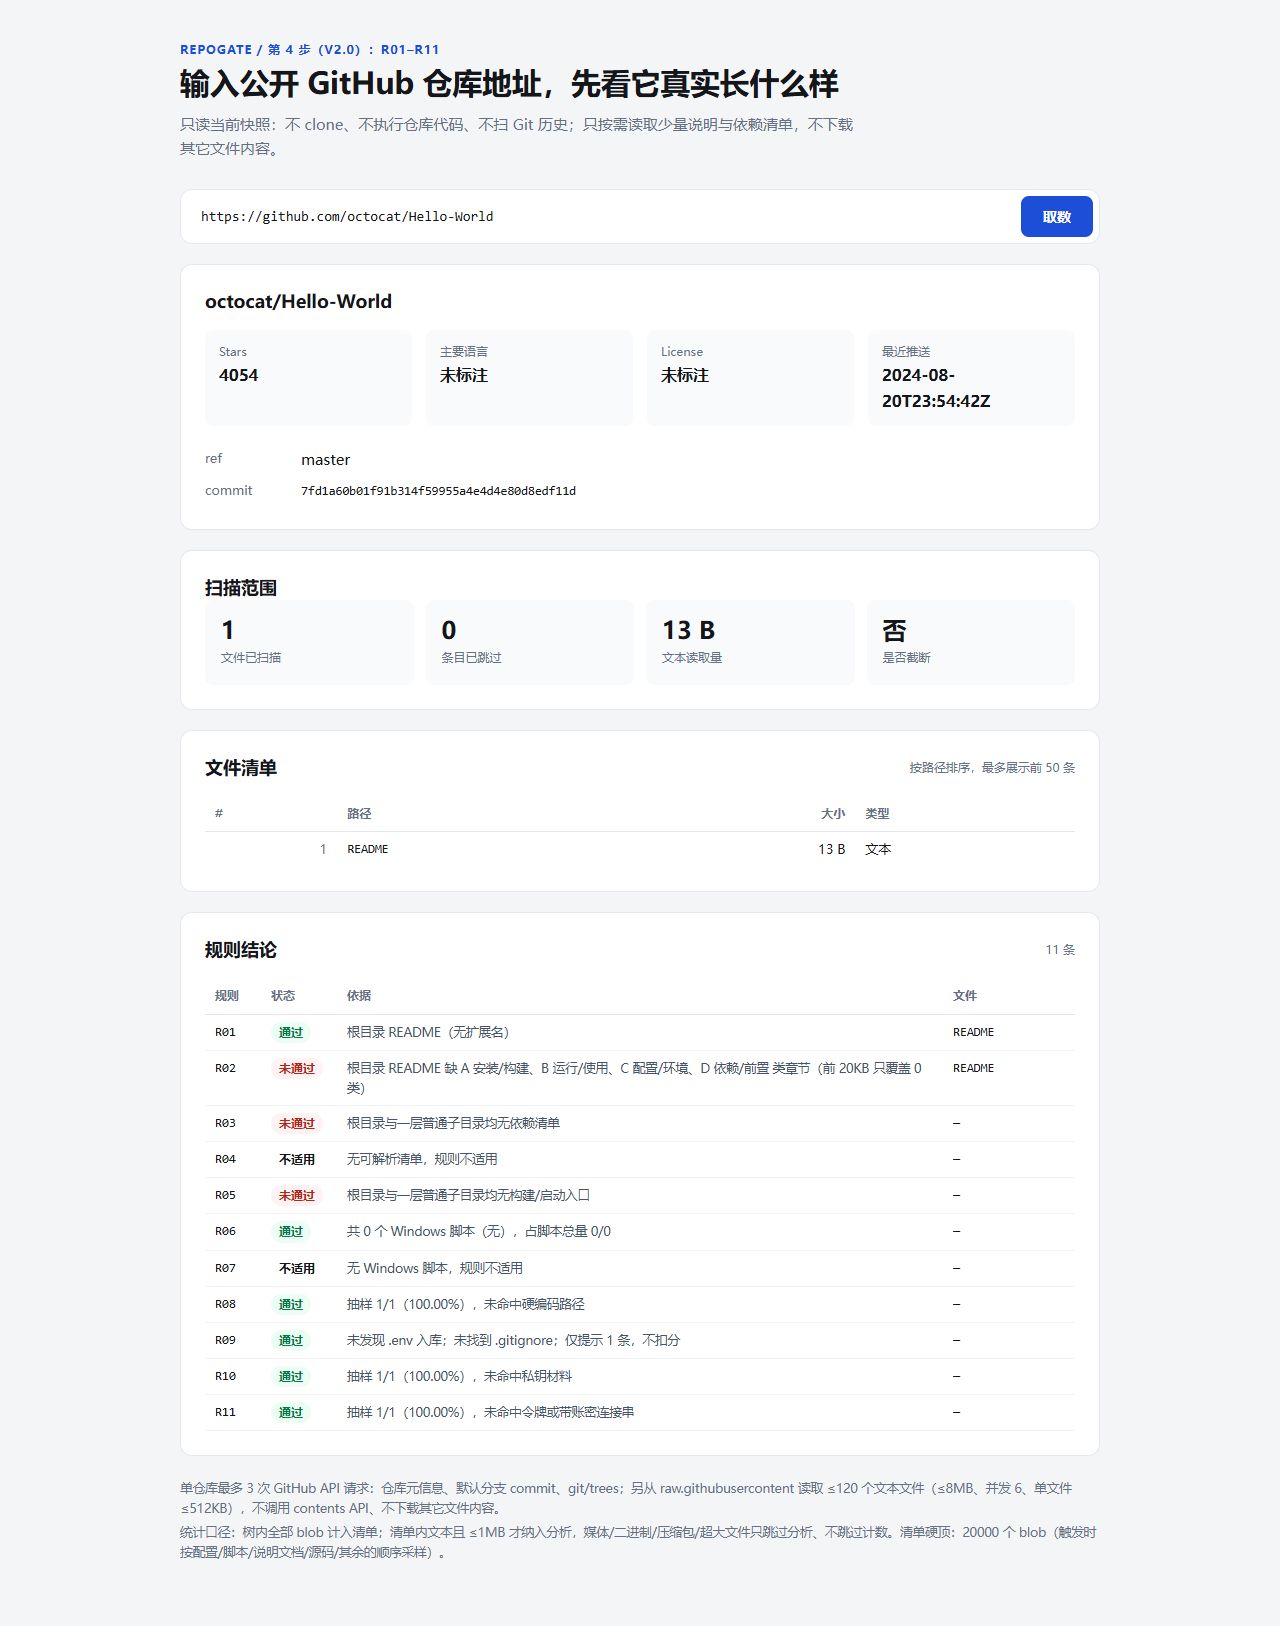 REPOGATE / 第 4 步（V2.0）：R01–R11
输入公开 GitHub 仓库地址，先看它真实长什么样
只读当前快照：不 clone、不执行仓库代码、不扫 Git 历史；只按需读取少量说明与依赖清单，不下载
其它文件内容。
https://github.com/octocat/Hello-World 取数
octocat/Hello-World
Stars 主要语言 License 最近推送
4054 未标注 未标注 2024-08-
20T23:54:42Z
ref master
commit 7fd1a60b01f91b314f59955a4e4d4e80d8edf11d
扫描范围
1 0 13 B 否
文件已扫描 条目已跳过 文本读取量 是否截断
文件清单 按路径排序，最多展示前 50 条
# 路径 大小 类型
1 README 13 B 文本
规则结论 11 条
规则 状态 依据 文件
R01 通过 根目录 README（无扩展名） README
R02 未通过 根目录 README 缺 A 安装/构建、B 运行/使用、C 配置/环境、D 依赖/前置 类章节（前 20KB 只覆盖 0 README
类）
R03 未通过 根目录与一层普通子目录均无依赖清单 —
R04 不适用 无可解析清单，规则不适用 —
R05 未通过 根目录与一层普通子目录均无构建/启动入口 —
R06 通过 共 0 个 Windows 脚本（无），占脚本总量 0/0 —
R07 不适用 无 Windows 脚本，规则不适用 —
R08 通过 抽样 1/1（100.00%），未命中硬编码路径 —
R09 通过 未发现 .env 入库；未找到 .gitignore；仅提示 1 条，不扣分 —
R10 通过 抽样 1/1（100.00%），未命中私钥材料 —
R11 通过 抽样 1/1（100.00%），未命中令牌或带账密连接串 —
单仓库最多 3 次 GitHub API 请求：仓库元信息、默认分支 commit、git/trees；另从 raw.githubusercontent 读取 ≤120 个文本文件（≤8MB、并发 6、单文件
≤512KB），不调用 contents API、不下载其它文件内容。
统计口径：树内全部 blob 计入清单；清单内文本且 ≤1MB 才纳入分析，媒体/二进制/压缩包/超大文件只跳过分析、不跳过计数。清单硬顶：20000 个 blob（触发时
按配置/脚本/说明文档/源码/其余的顺序采样）。